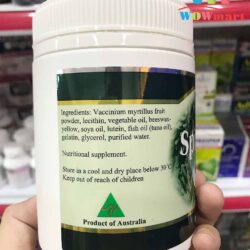 WOWmart
Ingredients: Vaccinium myrtillus fruit
powder, lecithin, vegetable oil, beeswax-
yellow, soya oil, lutein, fish oil (tuna oil),
gelatin, glycerol, purified water.
Nutritional supplement.
Store in a cool and dry place below 30°C
Keep out of reach of children
Product of Australia